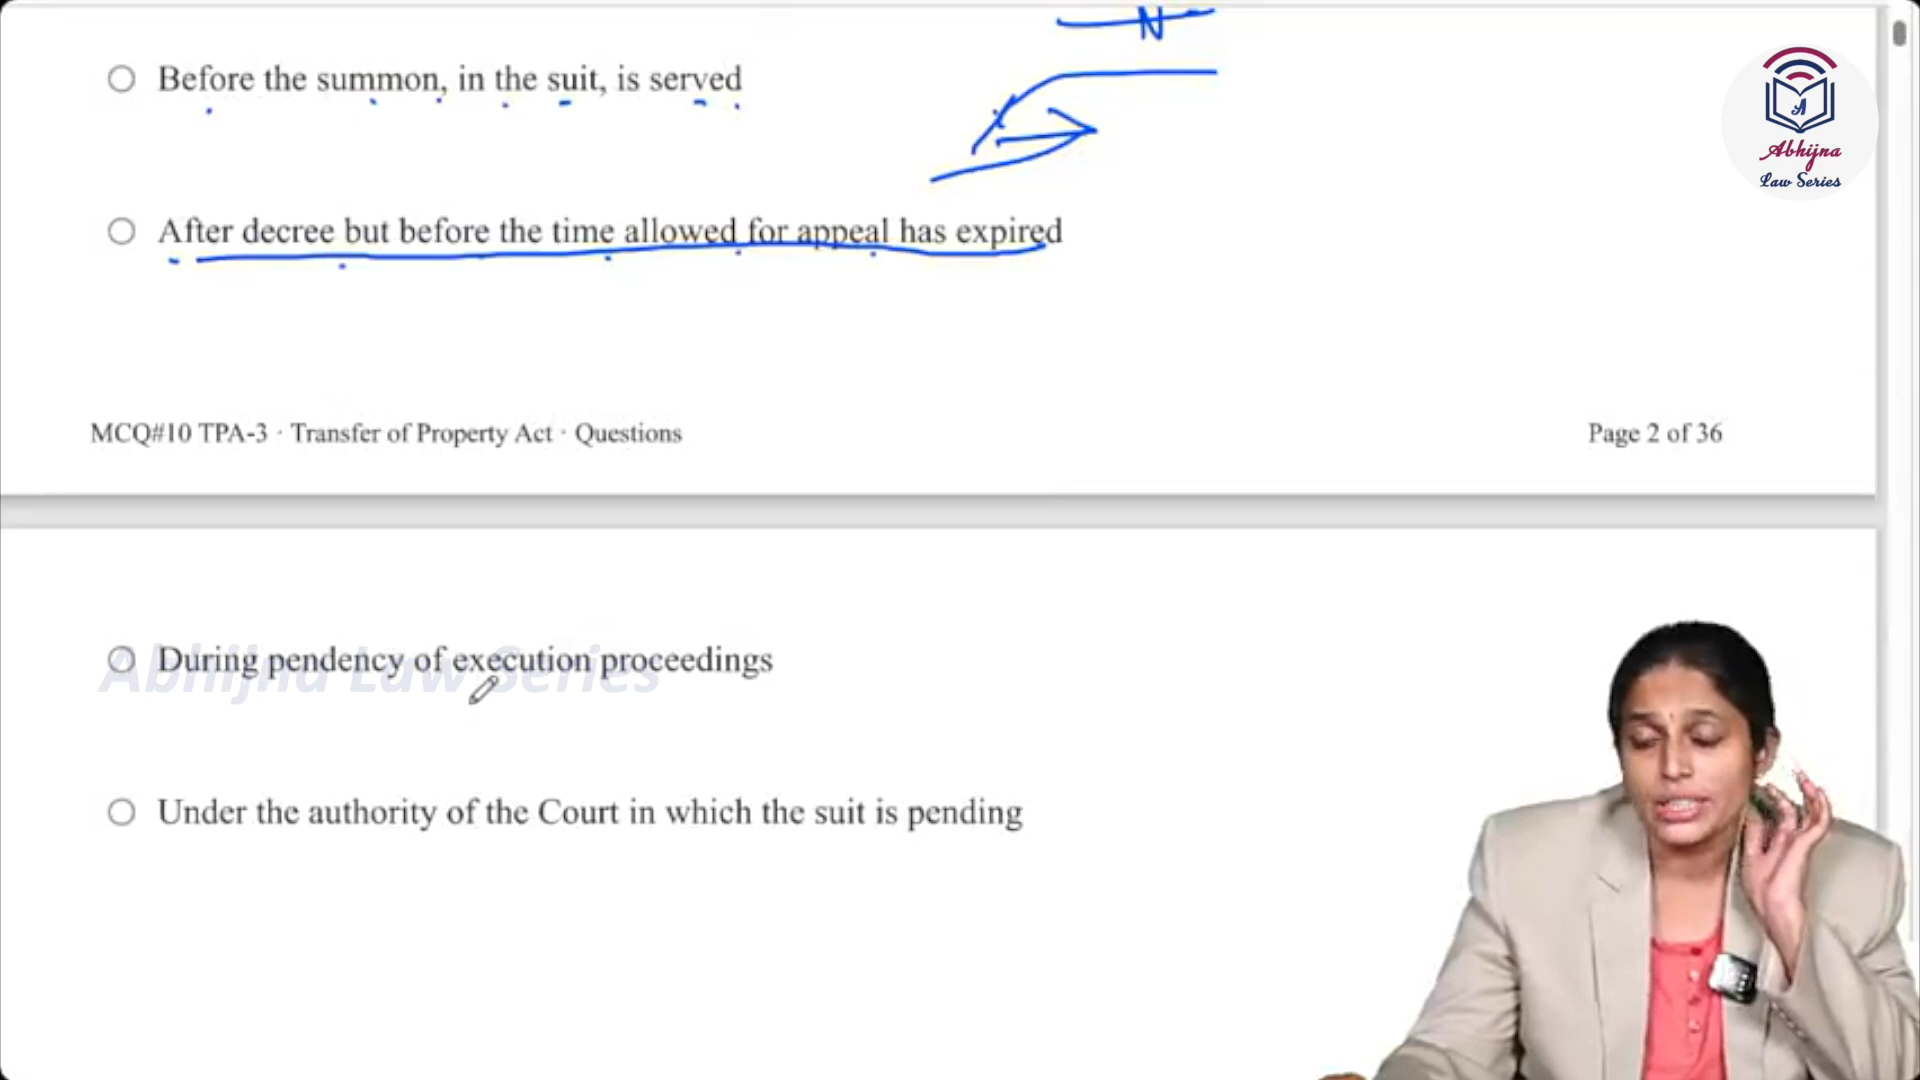 N
Before the summon, in the suit, is served
A
Abhijna
Law Series
After decree but before the time allowed for appeal has expired
MCQ#10 TPA-3 · Transfer of Property Act · Questions
Page 2 of 36
During pendency of execution proceedings
Abhijna Law Series
Under the authority of the Court in which the suit is pending